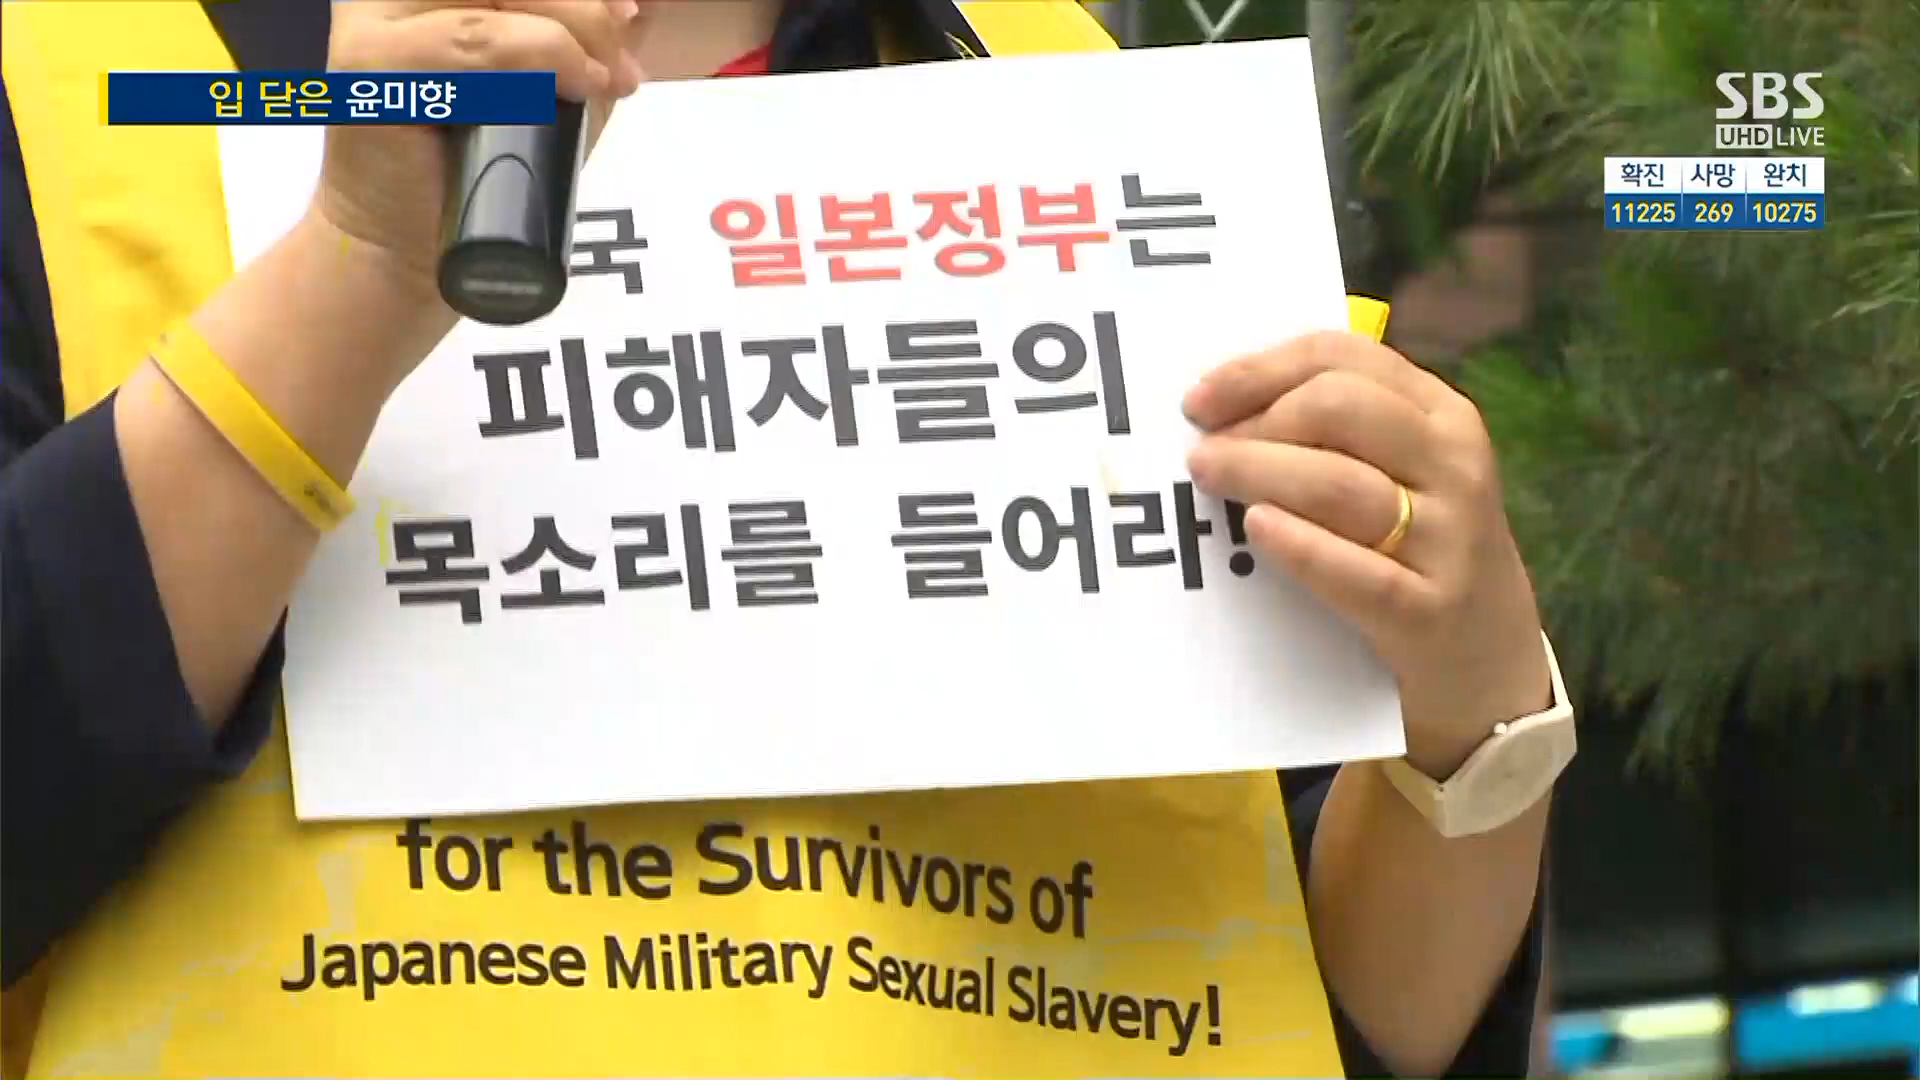 입 닫은 윤미향
SBS
UHD LIVE
확진 사망 완치
11225 269 10275
국 일본정부는
피해자들의
목소리를 들어라!
for the Survivors of
Japanese Military Sexual Slavery!